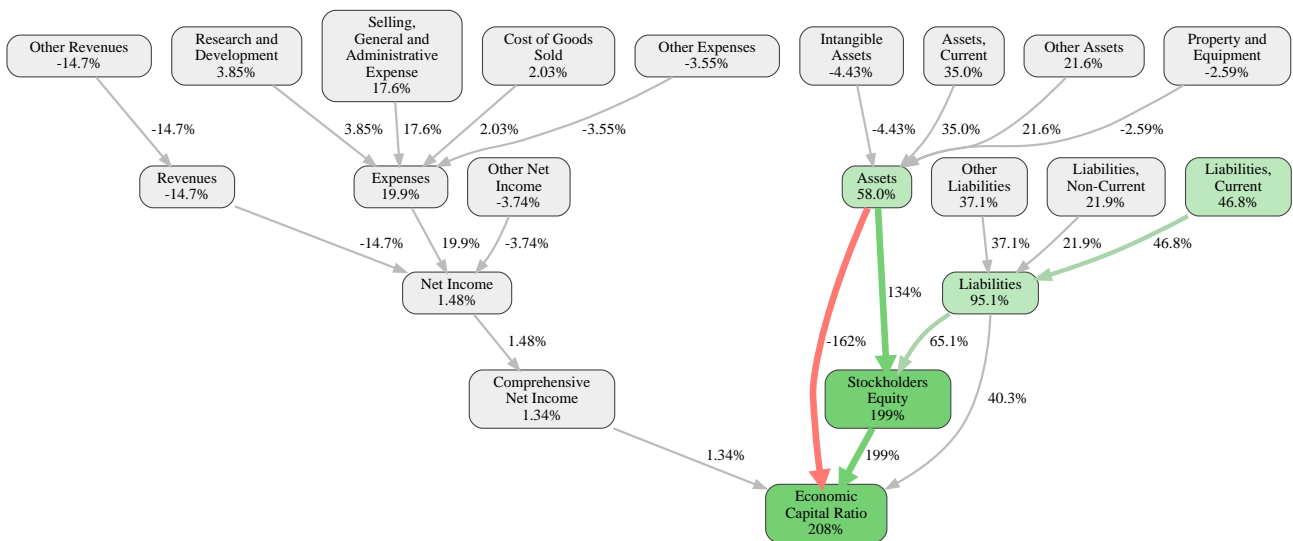 Other Revenues
-14.7%
Research and
Development
3.85%
Selling,
General and
Administrative
Expense
17.6%
Cost of Goods
Sold
2.03%
Other Expenses
-3.55%
Intangible
Assets
-4.43%
Assets,
Current
35.0%
Other Assets
21.6%
Property and
Equipment
-2.59%
-14.7%
3.85%
17.6%
2.03%
-3.55%
-4.43%
35.0%
21.6%
-2.59%
Revenues
-14.7%
Expenses
19.9%
Other Net
Income
-3.74%
Assets
58.0%
Other
Liabilities
37.1%
Liabilities,
Non-Current
21.9%
Liabilities,
Current
46.8%
-14.7%
19.9%
-3.74%
37.1%
21.9%
46.8%
Net Income
1.48%
134%
Liabilities
95.1%
1.48%
-162%
65.1%
Comprehensive
Net Income
1.34%
Stockholders
Equity
199%
40.3%
1.34%
199%
Economic
Capital Ratio
208%